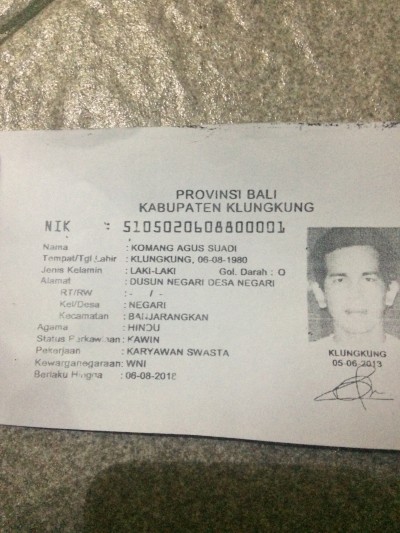 PROVINSI BALI
KABUPATEN KLUNGKUNG
NIK : 5105020608800001
Nama : KOMANG AGUS SUADI
Tempat/Tgl Lahir : KLUNGKUNG, 06-08-1980
Jenis Kelamin : LAKI-LAKI Gol. Darah : O
Alamat : DUSUN NEGARI DESA NEGARI
RT/RW : - / -
Kel/Desa : NEGARI
Kecamatan : BANJARANGKAN
Agama : HINDU
Status Perkawinan : KAWIN
Pekerjaan : KARYAWAN SWASTA
Kewarganegaraan: WNI
Berlaku Hingga : 06-08-2018
KLUNGKUNG
05-06-2013